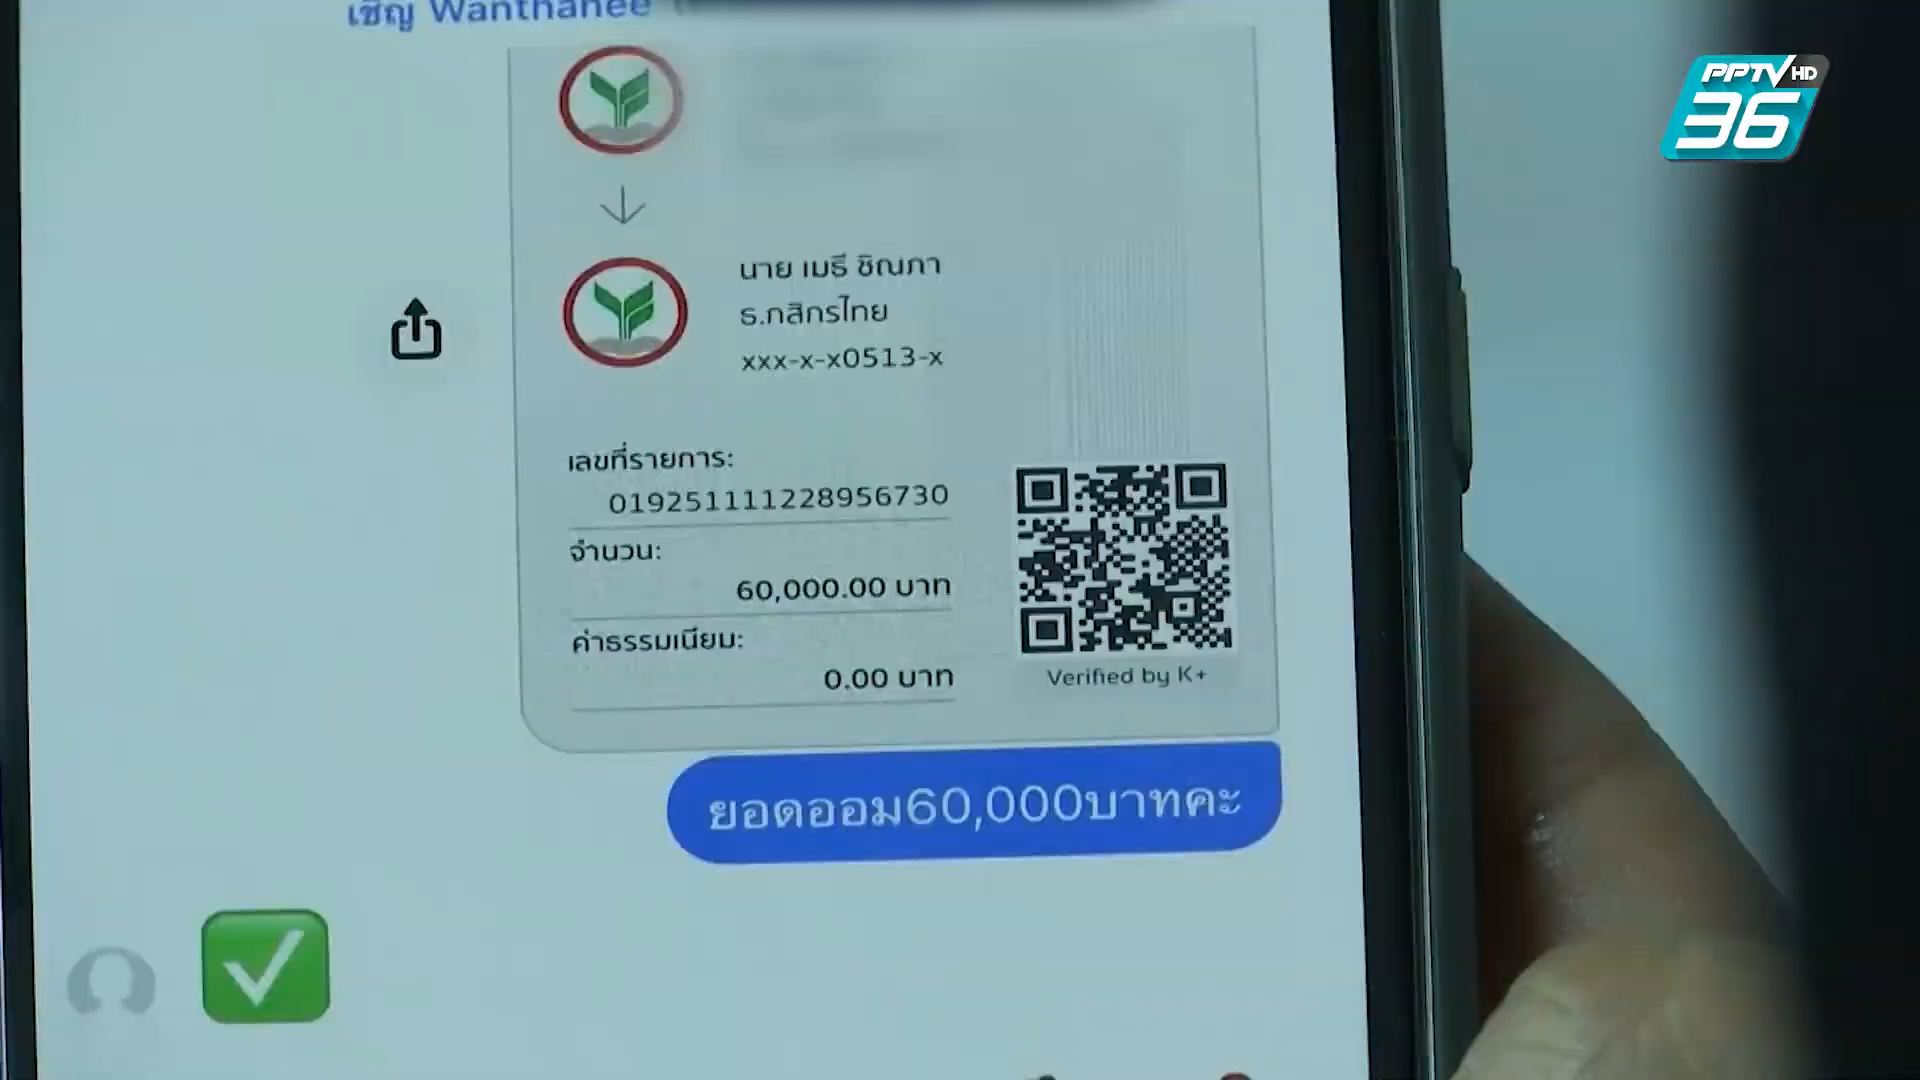 เชิญ Wanthanee
PPTV HD
36
นาย เมธี ชิณภา
ธ.กสิกรไทย
xxx-x-x0513-x
เลขที่รายการ:
019251111228956730
จำนวน:
60,000.00 บาท
ค่าธรรมเนียม:
0.00 บาท
Verified by K+
ยอดออม60,000บาทคะ